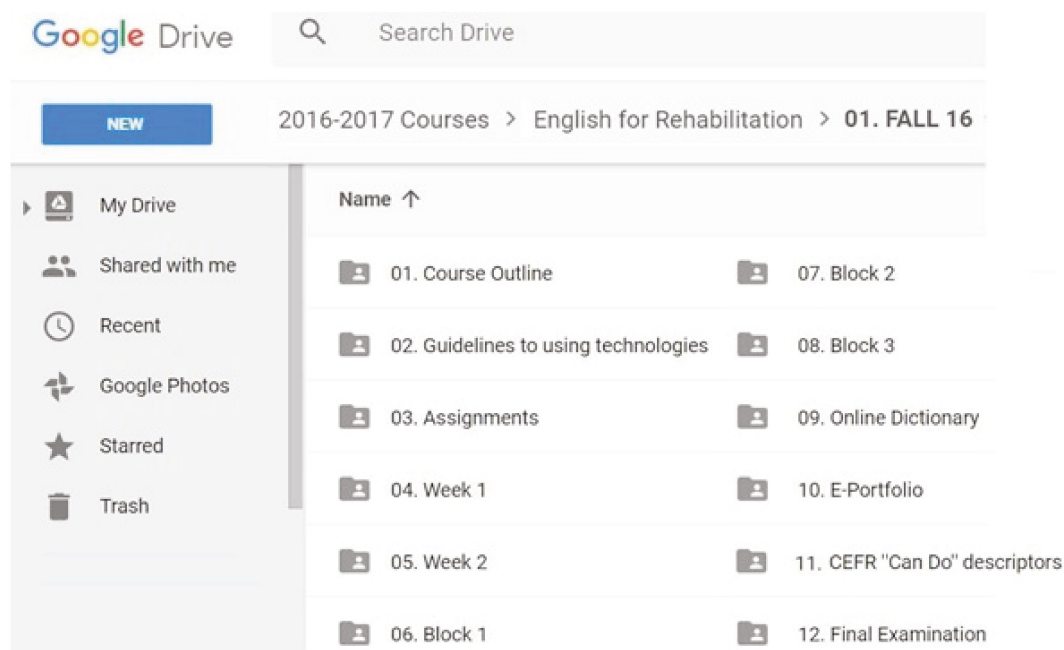 Google Drive
Search Drive
NEW
2016-2017 Courses > English for Rehabilitation > 01. FALL 16
My Drive
Shared with me
Recent
Google Photos
Starred
Trash
Name ↑
01. Course Outline
02. Guidelines to using technologies
03. Assignments
04. Week 1
05. Week 2
06. Block 1
07. Block 2
08. Block 3
09. Online Dictionary
10. E-Portfolio
11. CEFR "Can Do" descriptors
12. Final Examination